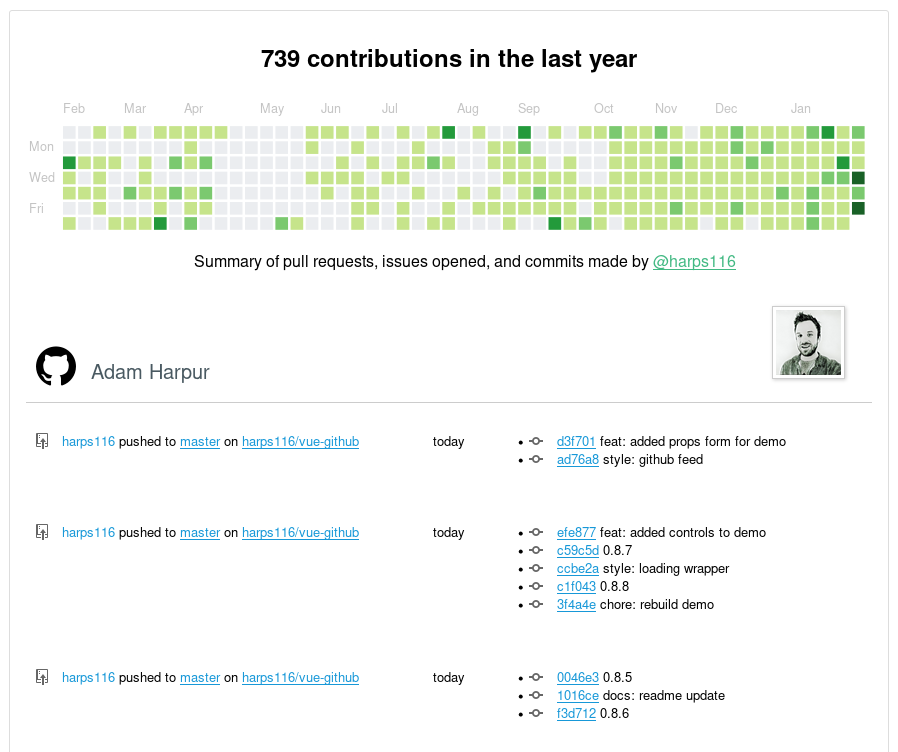 739 contributions in the last year
Feb Mar Apr May Jun Jul Aug Sep Oct Nov Dec Jan
Mon
Wed
Fri
Summary of pull requests, issues opened, and commits made by @harps116
Adam Harpur
harps116 pushed to master on harps116/vue-github today • d3f701 feat: added props form for demo
• ad76a8 style: github feed
harps116 pushed to master on harps116/vue-github today • efe877 feat: added controls to demo
• c59c5d 0.8.7
• ccbe2a style: loading wrapper
• c1f043 0.8.8
• 3f4a4e chore: rebuild demo
harps116 pushed to master on harps116/vue-github today • 0046e3 0.8.5
• 1016ce docs: readme update
• f3d712 0.8.6